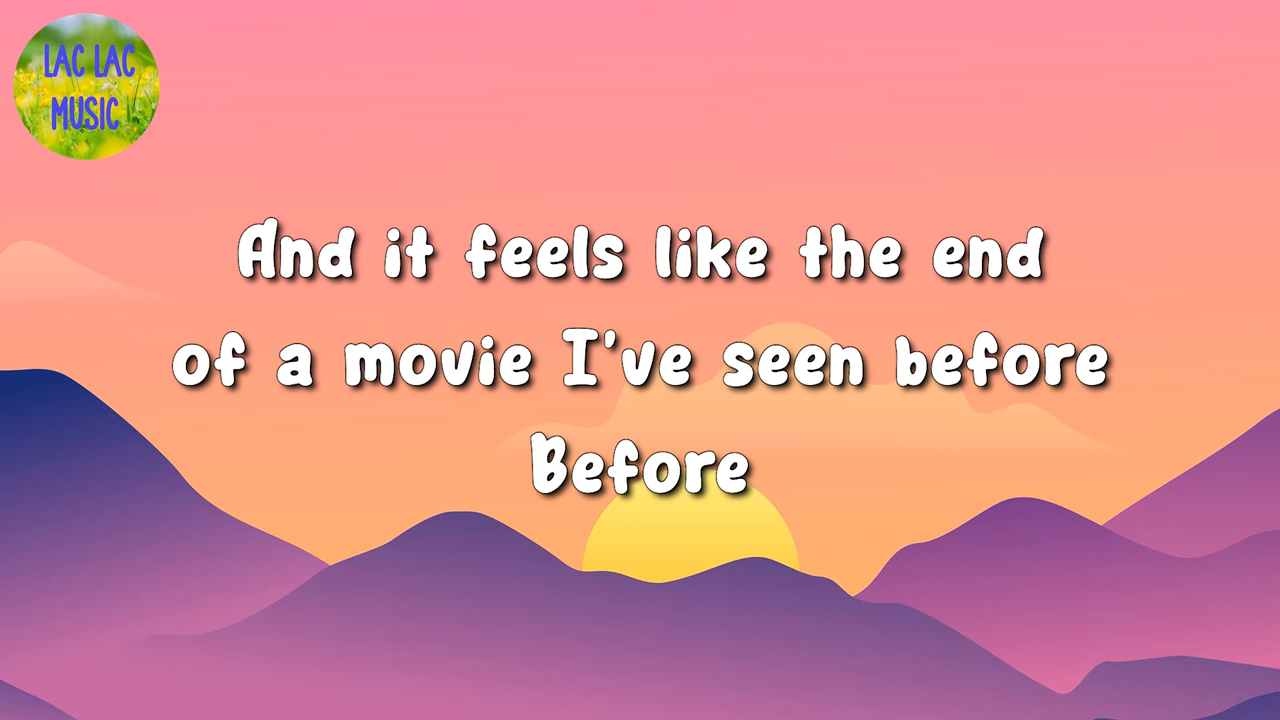 LAC LAC
MUSIC
And it feels like the end
of a movie I've seen before
Before